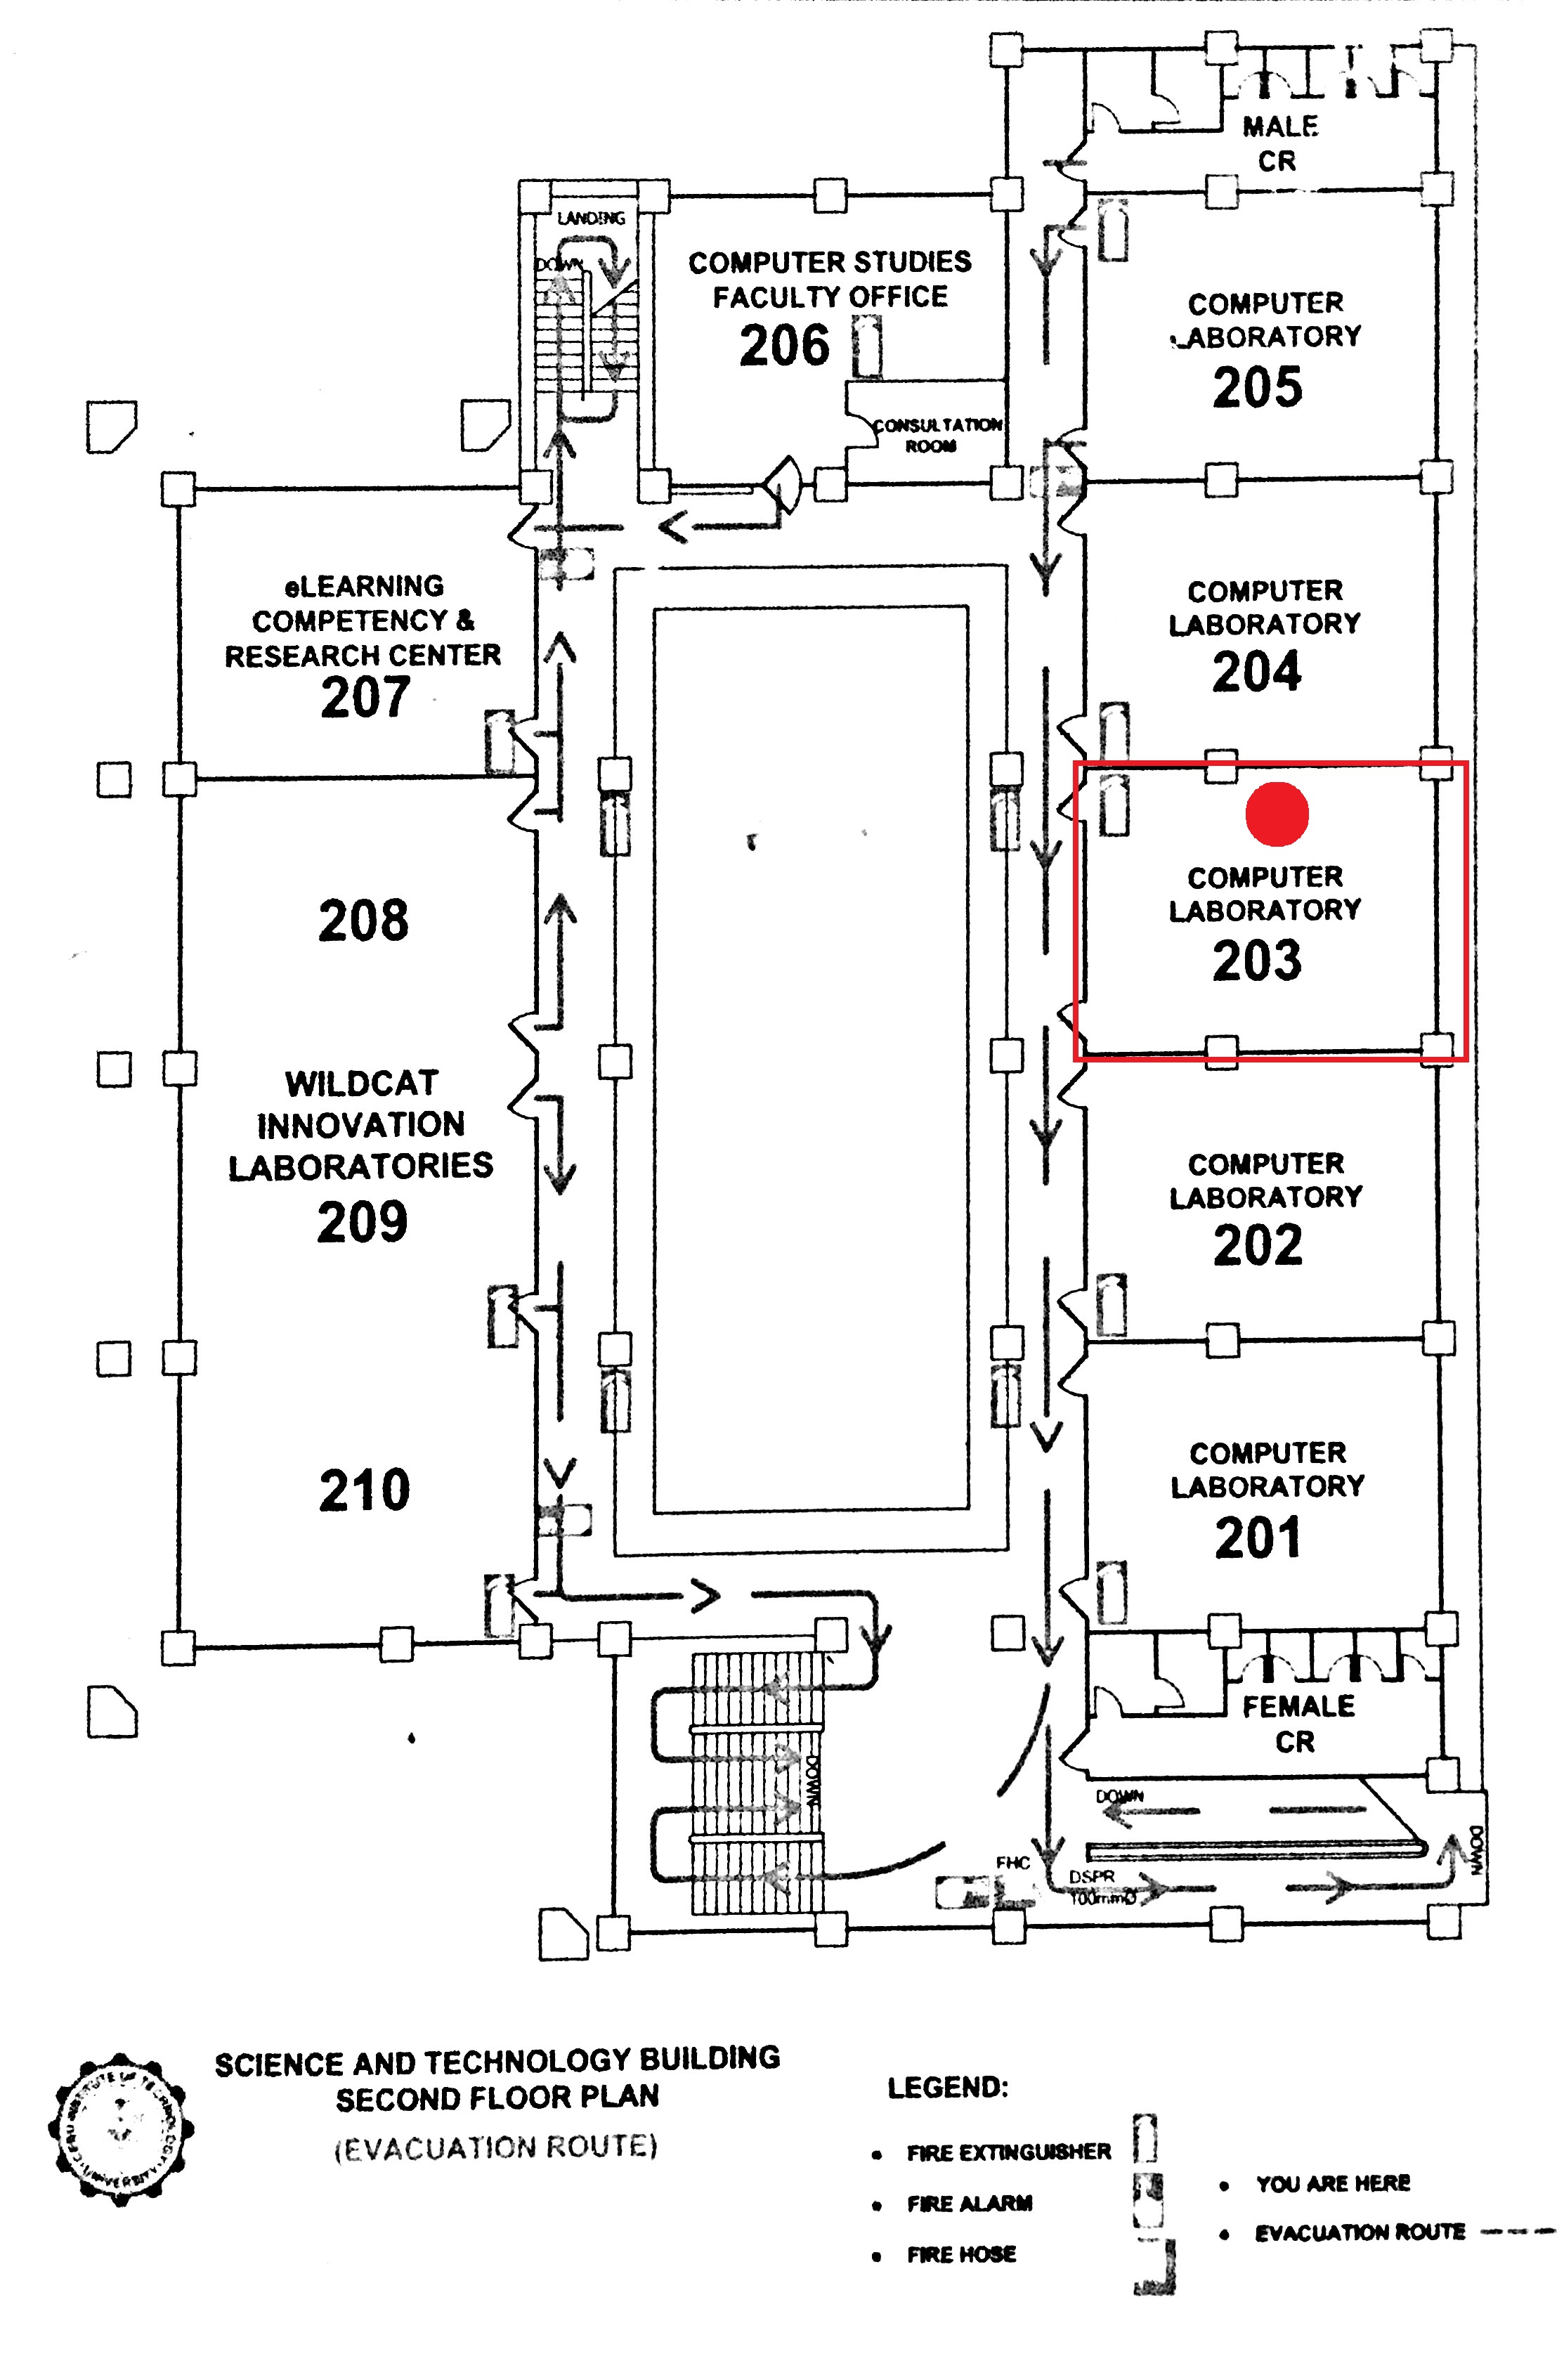 MALE
CR
LANDING
DOWN
COMPUTER STUDIES
FACULTY OFFICE
206
CONSULTATION
ROOM
COMPUTER
LABORATORY
205
eLEARNING
COMPETENCY &
RESEARCH CENTER
207
COMPUTER
LABORATORY
204
208
COMPUTER
LABORATORY
203
WILDCAT
INNOVATION
LABORATORIES
209
COMPUTER
LABORATORY
202
210
COMPUTER
LABORATORY
201
FEMALE
CR
DOWN
DOWN
DOWN
FHC
DSPR
100mmØ
SCIENCE AND TECHNOLOGY BUILDING
SECOND FLOOR PLAN
(EVACUATION ROUTE)
LEGEND:
• FIRE EXTINGUISHER
• FIRE ALARM
• FIRE HOSE
• YOU ARE HERE
• EVACUATION ROUTE